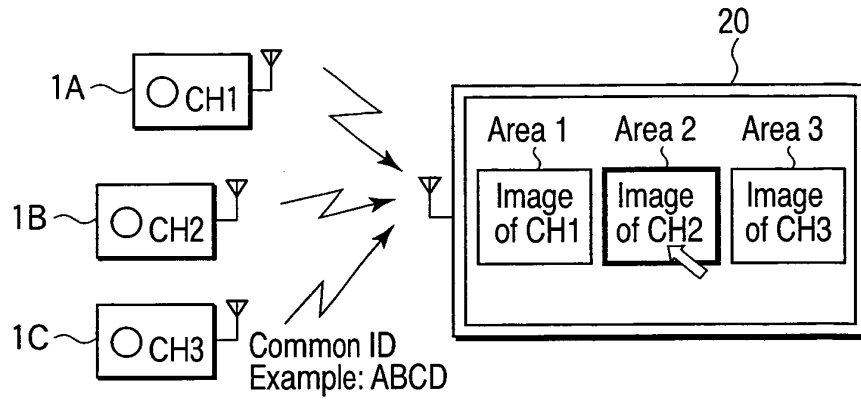 20
1A
CH1
Area 1 Area 2 Area 3
Image of CH1
Image of CH2
Image of CH3
1B
CH2
1C
CH3
Common ID
Example: ABCD